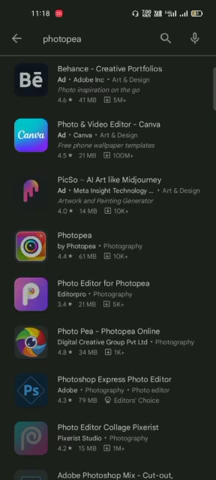 11:18
photopea
Behance - Creative Portfolios
Ad • Adobe Inc • Art & Design
Photo inspiration on the go
4.6★ 41 MB 5M+
Photo & Video Editor - Canva
Ad • Canva • Art & Design
Free phone wallpaper templates
4.5★ 21 MB 100M+
PicSo - AI Art like Midjourney
Ad • Meta Insight Technology ... • Art & Design
Artwork and Painting Generator
4.0★ 14 MB 10K+
Photopea
by Photopea • Photography
4.4★ 61 MB 10K+
Photo Editor for Photopea
Editorpro • Photography
3.4★ 21 MB 5K+
Photo Pea - Photopea Online
Digital Creative Group Pvt Ltd • Photography
4.8★ 34 MB 1K+
Photoshop Express Photo Editor
Adobe • Photography • Photo editor
4.3★ 79 MB Editors' Choice
Photo Editor Collage Pixerist
Pixerist Studio • Photography
4.2★ 15 MB 1M+
Adobe Photoshop Mix - Cut-out,